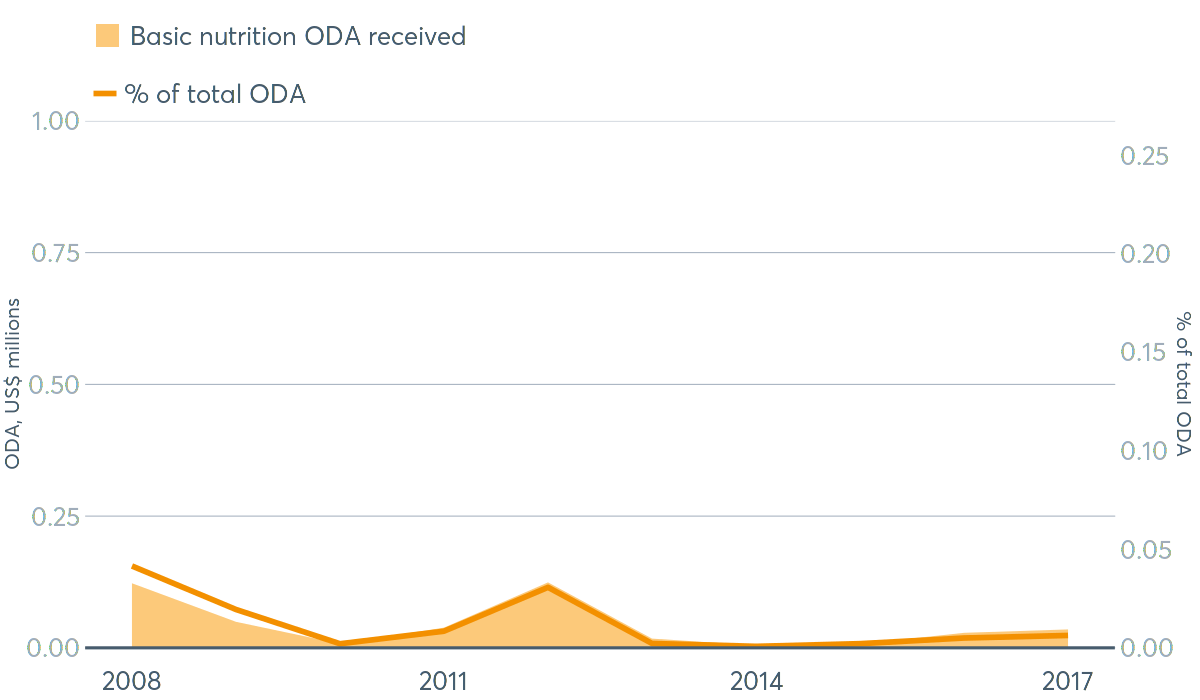 Basic nutrition ODA received
% of total ODA
1.00
0.75
0.50
0.25
0.00
ODA, US$ millions
0.25
0.20
0.15
0.10
0.05
0.00
% of total ODA
2008 2011 2014 2017